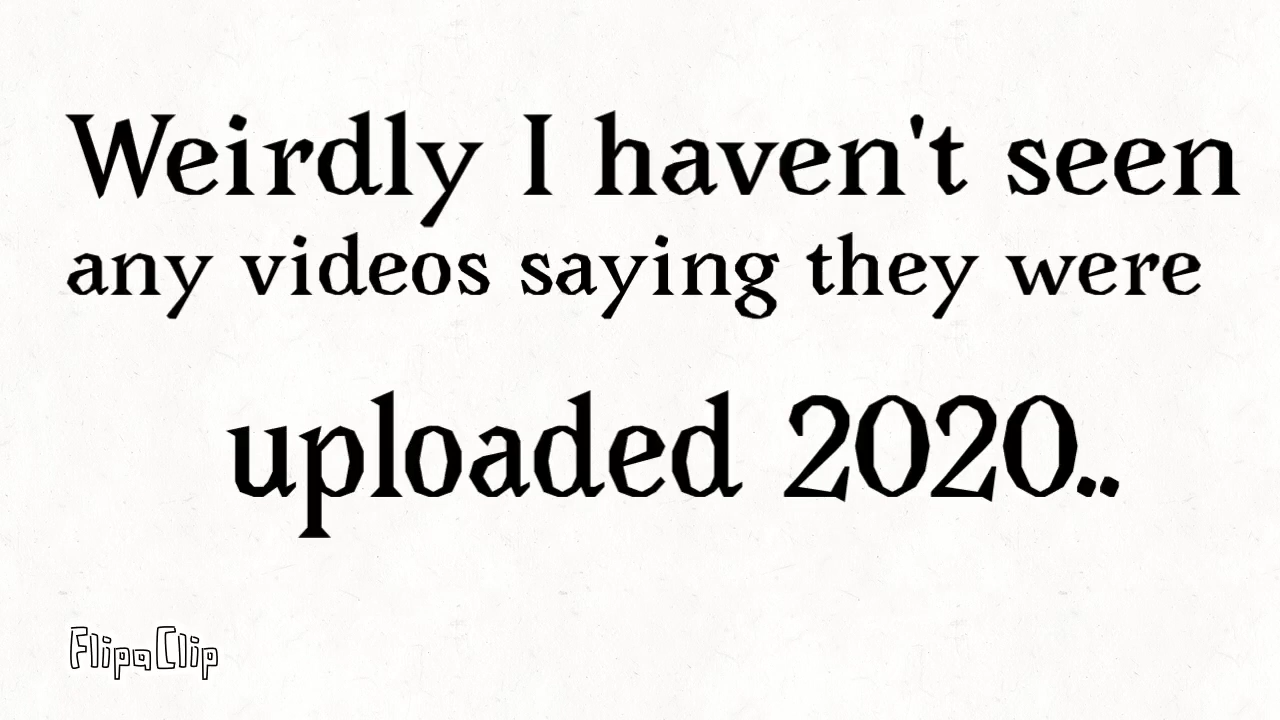 Weirdly I haven't seen
any videos saying they were
uploaded 2020..
FlipaClip